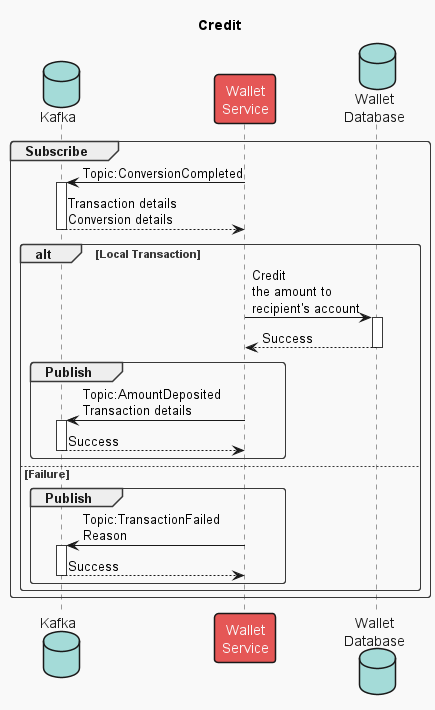 Credit
Kafka
Wallet
Service
Wallet
Database
Subscribe
Topic:ConversionCompleted
Transaction details
Conversion details
alt
[Local Transaction]
Credit
the amount to
recipient's account
Success
Publish
Topic:AmountDeposited
Transaction details
Success
[Failure]
Publish
Topic:TransactionFailed
Reason
Success
Kafka
Wallet
Service
Wallet
Database